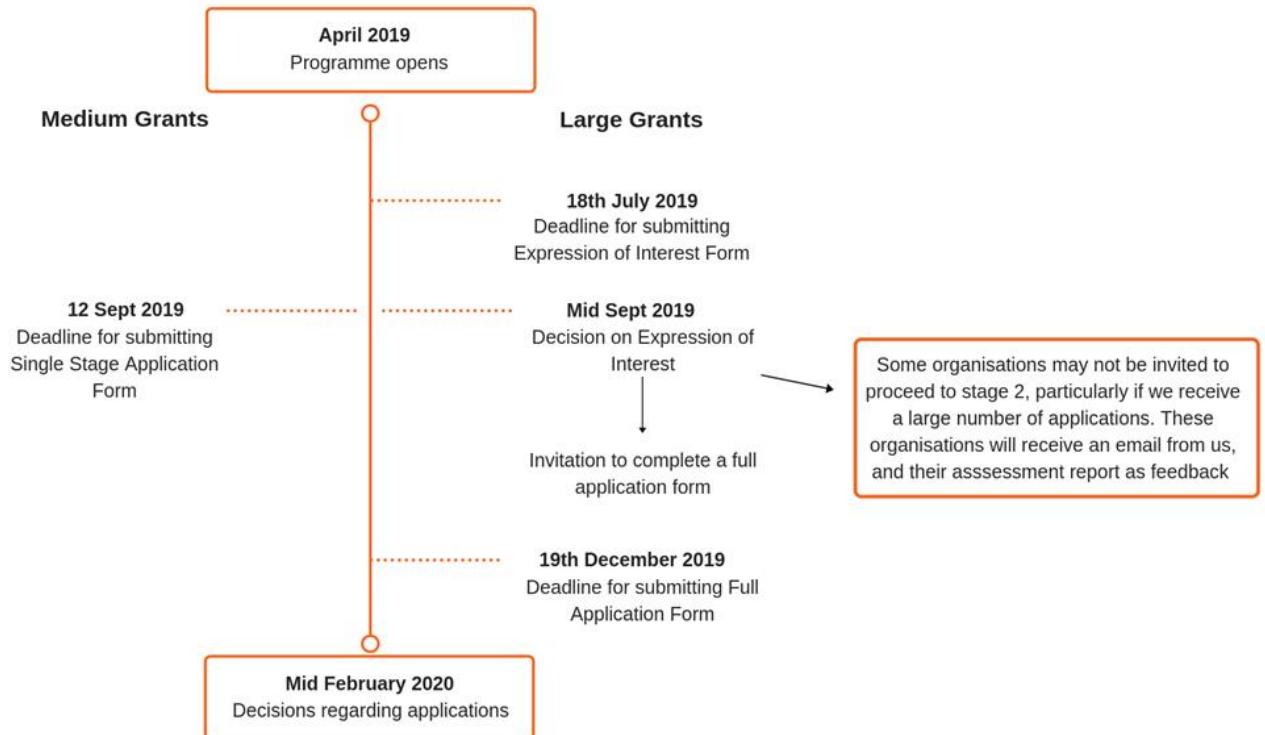 April 2019
Programme opens
Medium Grants
Large Grants
18th July 2019
Deadline for submitting
Expression of Interest Form
12 Sept 2019
Deadline for submitting
Single Stage Application
Form
Mid Sept 2019
Decision on Expression of
Interest
Some organisations may not be invited to
proceed to stage 2, particularly if we receive
a large number of applications. These
organisations will receive an email from us,
and their asssessment report as feedback
Invitation to complete a full
application form
19th December 2019
Deadline for submitting Full
Application Form
Mid February 2020
Decisions regarding applications